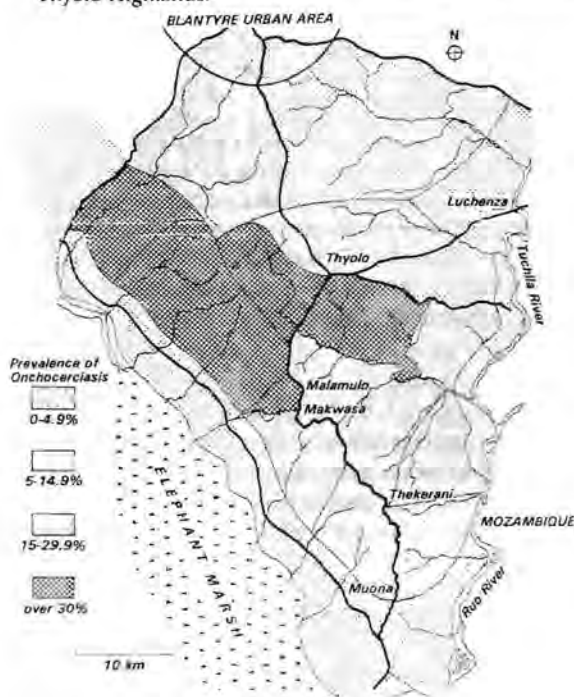 Thyolo Highlands.
BLANTYRE URBAN AREA
N
Luchenza
Thyolo
Tuchila River
Prevalence of
Onchocerciasis
0-4.9%
5-14.9%
15-29.9%
over 30%
Malamulo
Makwasa
ELEPHANT MARSH
Thekerani
MOZAMBIQUE
Muona
Ruo River
10 km